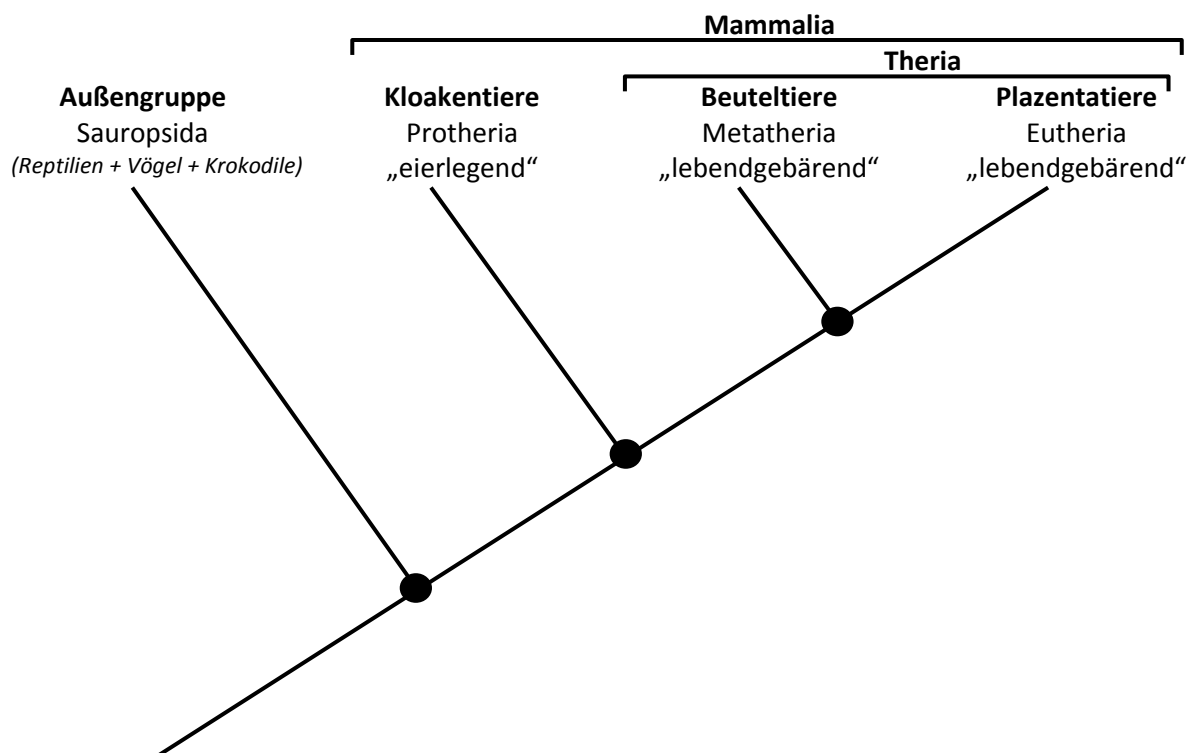 Mammalia
Theria
Außengruppe
Sauropsida
(Reptilien + Vögel + Krokodile)
Kloakentiere
Protheria
„eierlegend“
Beuteltiere
Metatheria
„lebendgebärend“
Plazentatiere
Eutheria
„lebendgebärend“